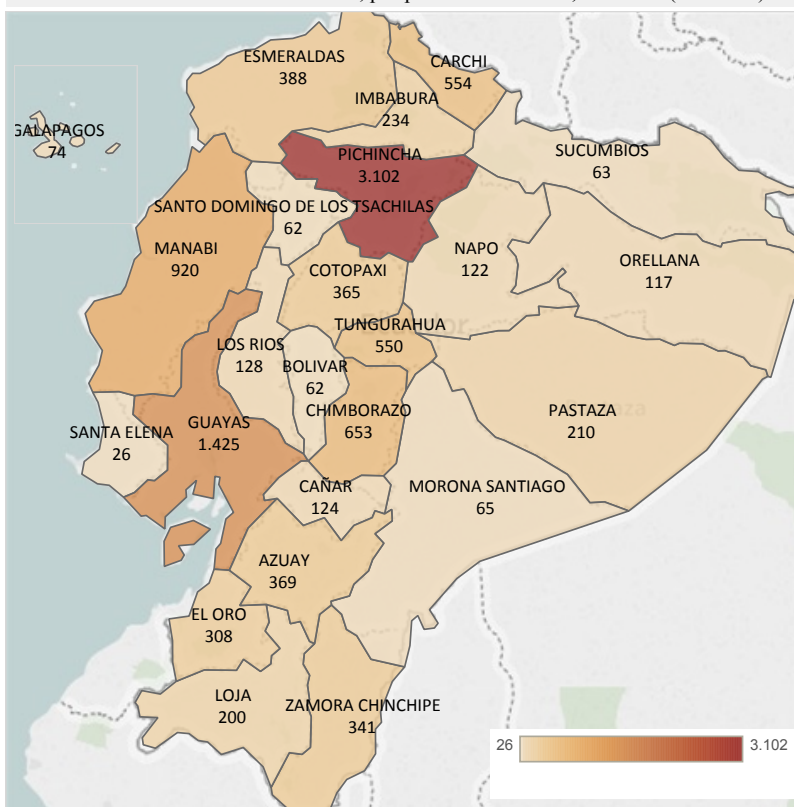 ESMERALDAS
388
CARCHI
554
IMBABURA
234
GALAPAGOS
74
PICHINCHA
3.102
SUCUMBIOS
63
SANTO DOMINGO DE LOS TSACHILAS
62
MANABI
920
NAPO
122
ORELLANA
117
COTOPAXI
365
TUNGURAHUA
550
LOS RIOS
128
BOLIVAR
62
CHIMBORAZO
653
PASTAZA
210
GUAYAS
1.425
SANTA ELENA
26
CAÑAR
124
MORONA SANTIAGO
65
AZUAY
369
EL ORO
308
LOJA
200
ZAMORA CHINCHIPE
341
26
3.102